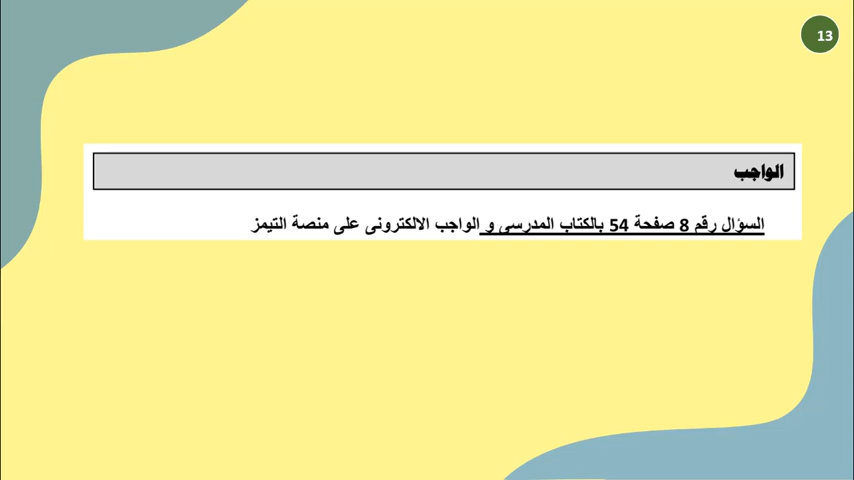 13
الواجب
السؤال رقم 8 صفحة 54 بالكتاب المدرسى و الواجب الالكترونى على منصة التيمز